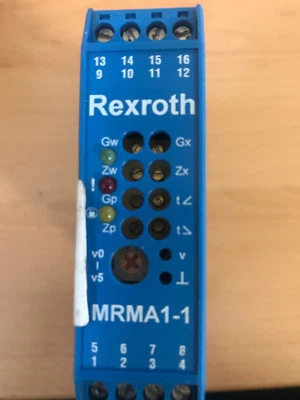 13 14 15 16
9 10 11 12
Rexroth
Gw Gx
Zw Zx
! Gp t
Zp t
v0 v
v5 ⊥
MRMA1-1
5 6 7 8
1 2 3 4